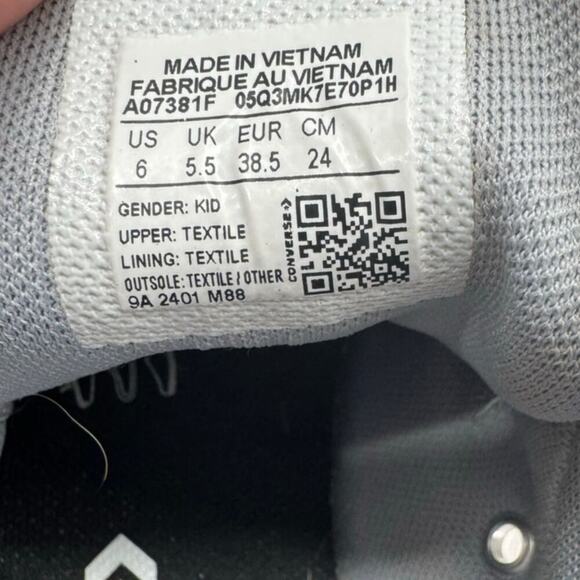 MADE IN VIETNAM
FABRIQUE AU VIETNAM
A07381F 05Q3MK7E70P1H
US UK EUR CM
6 5.5 38.5 24
GENDER: KID
UPPER: TEXTILE
LINING: TEXTILE
OUTSOLE: TEXTILE / OTHER
9A 2401 M88
CONVERSE